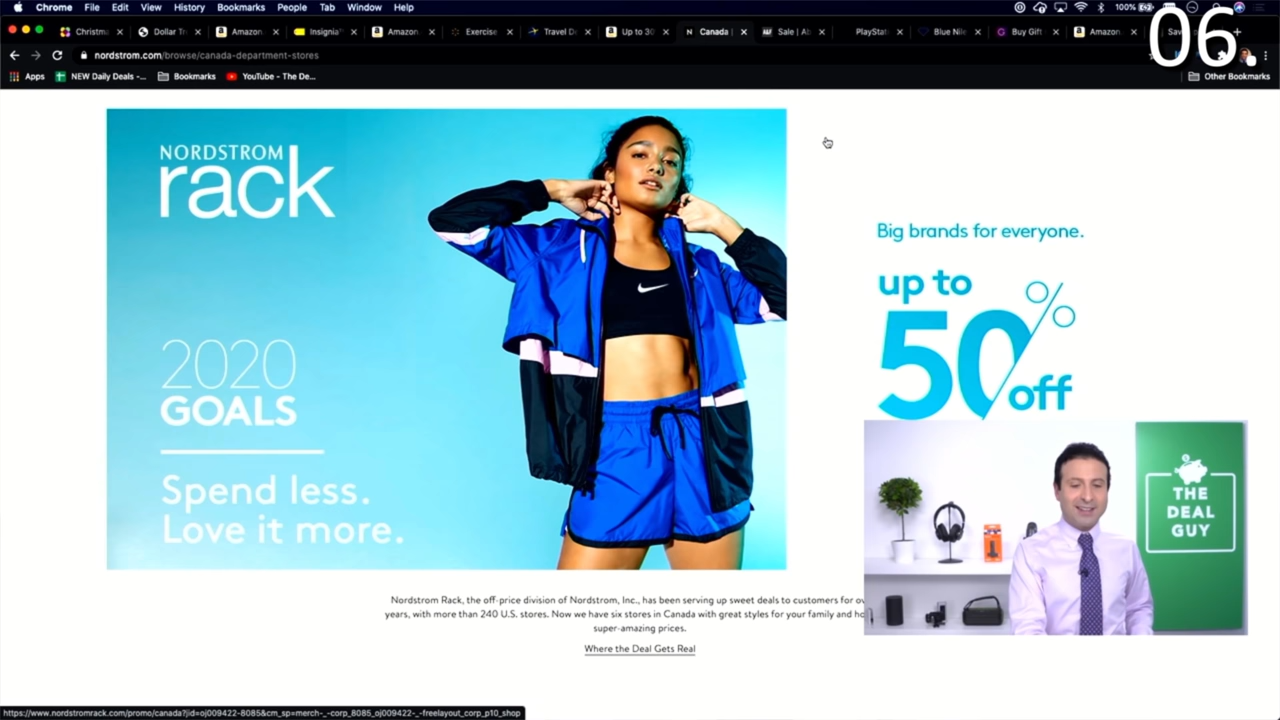 Chrome File Edit View History Bookmarks People Tab Window Help
100%
06.
Christm
Dollar Tr
Amazon
Insignia
Amazon
Exercise
Travel D
Up to 30
Canada |
Sale | Ab
PlayStat
Blue Nile
Buy Gift
Amazon
nordstrom.com/browse/canada-department-stores
Apps
NEW Daily Deals -...
Bookmarks
YouTube - The De...
Other Bookmarks
NORDSTROM
rack
2020
GOALS
Spend less.
Love it more.
Big brands for everyone.
up to
50%
off
THE
DEAL
GUY
Nordstrom Rack, the off-price division of Nordstrom, Inc., has been serving up sweet deals to customers for ov
years, with more than 240 U.S. stores. Now we have six stores in Canada with great styles for your family and ho
super-amazing prices.
Where the Deal Gets Real
https://www.nordstromrack.com/promo/canada?jid=oj009422-8085&cm_sp=merch-_-corp_8085_oj009422-_-freelayout_corp_p10_shop